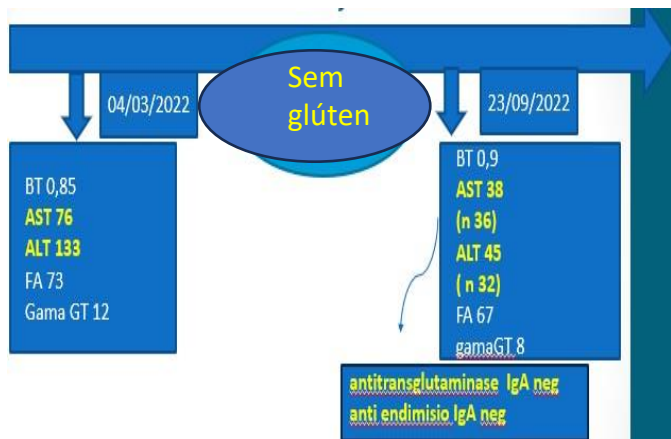 Sem
glúten
04/03/2022
23/09/2022
BT 0,85
AST 76
ALT 133
FA 73
Gama GT 12
BT 0,9
AST 38
(n 36)
ALT 45
( n 32)
FA 67
gamaGT 8
antitransglutaminase IgA neg
anti endimisio IgA neg